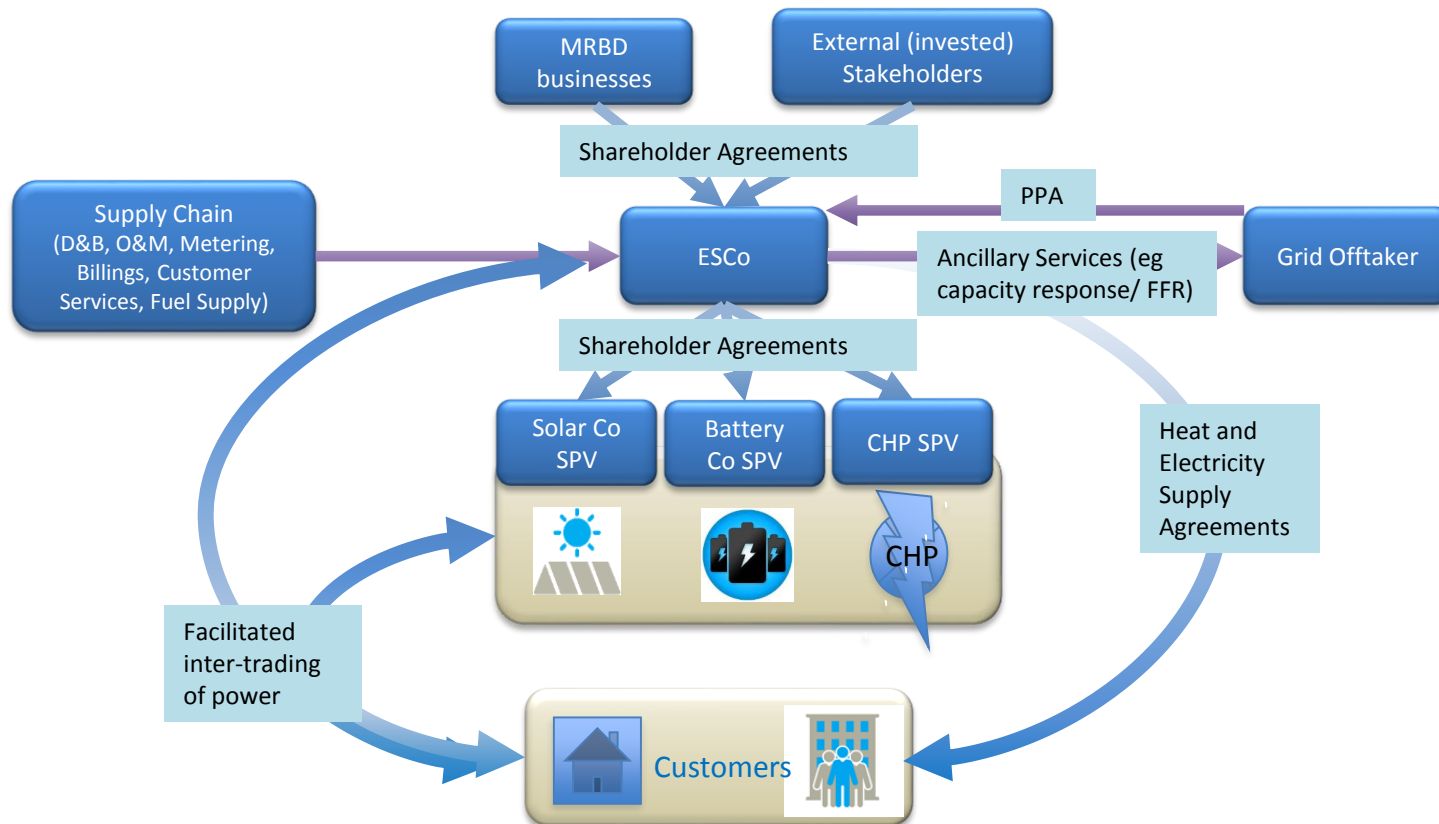 MRBD
businesses
External (invested)
Stakeholders
Shareholder Agreements
Supply Chain
(D&B, O&M, Metering,
Billings, Customer
Services, Fuel Supply)
ESCo
PPA
Ancillary Services (eg
capacity response/ FFR)
Grid Offtaker
Shareholder Agreements
Solar Co
SPV
Battery
Co SPV
CHP SPV
CHP
Heat and
Electricity
Supply
Agreements
Facilitated
inter-trading
of power
Customers